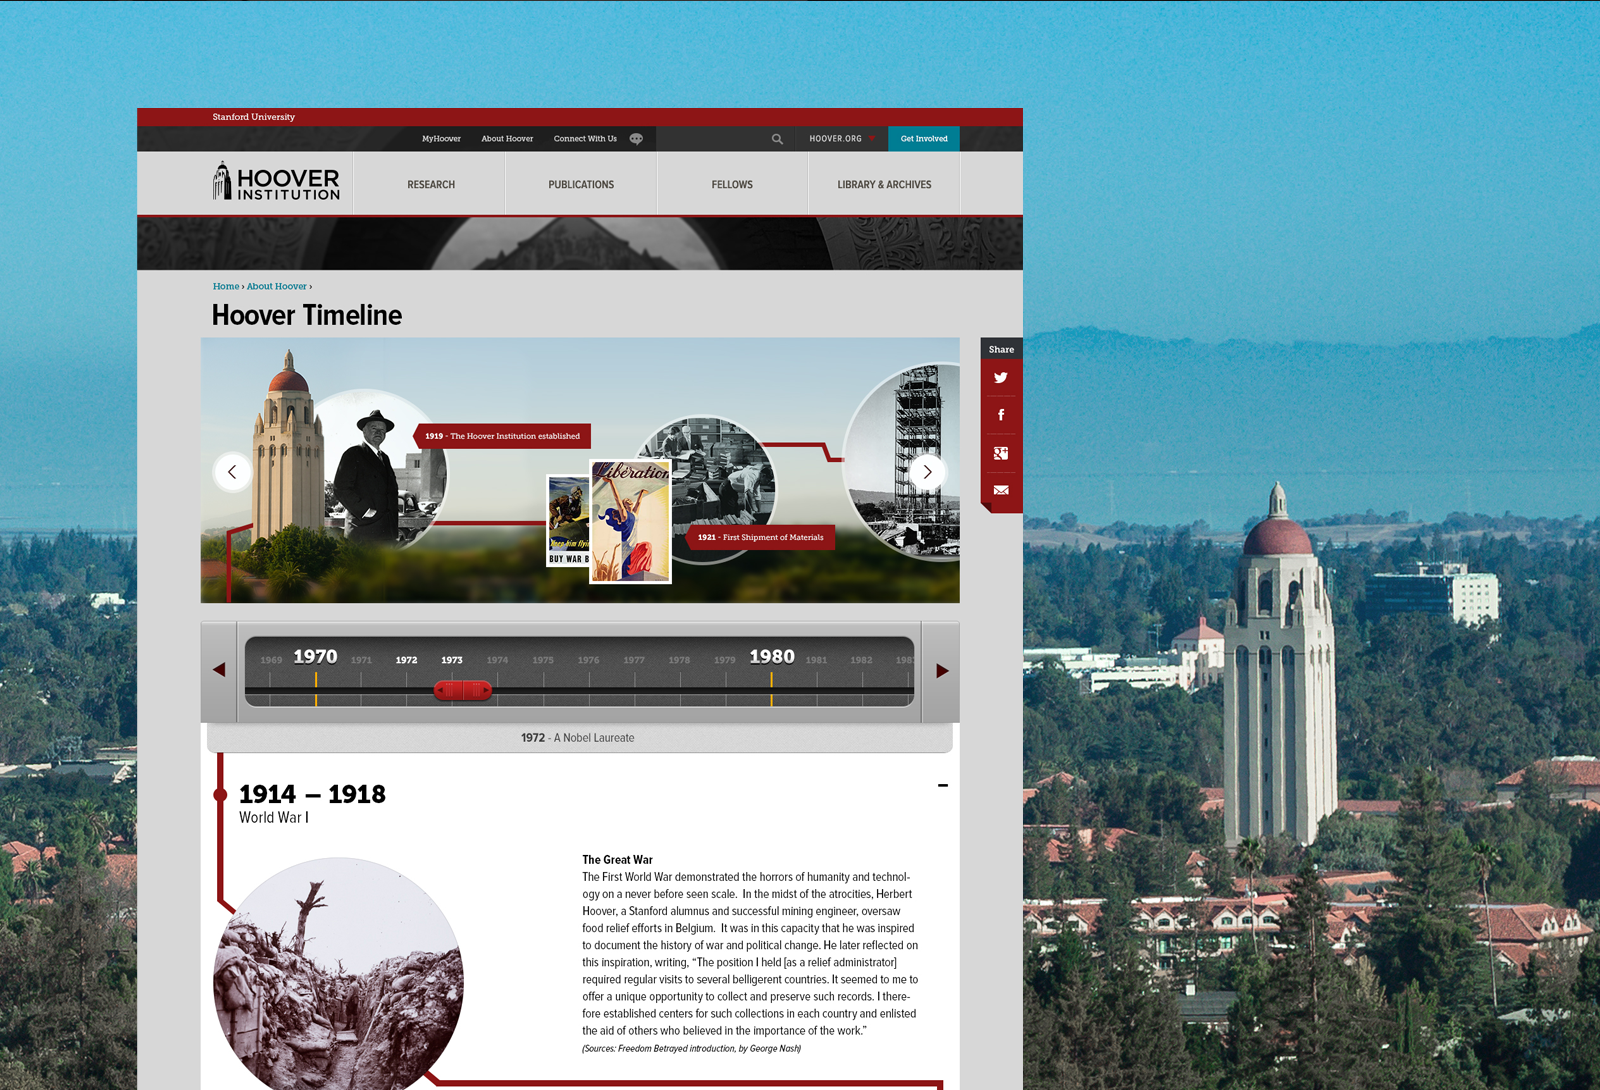 Stanford University
MyHoover About Hoover Connect With Us HOOVER.ORG Get Involved
HOOVER
INSTITUTION
RESEARCH PUBLICATIONS FELLOWS LIBRARY & ARCHIVES
Home › About Hoover ›
Hoover Timeline
Share
1919 - The Hoover Institution established
Libération
BUY WAR B
1921 - First Shipment of Materials
1969 1970 1971 1972 1973 1974 1975 1976 1977 1978 1979 1980 1981 1982 198
1972 - A Nobel Laureate
1914 – 1918
World War I
The Great War
The First World War demonstrated the horrors of humanity and technol-
ogy on a never before seen scale. In the midst of the atrocities, Herbert
Hoover, a Stanford alumnus and successful mining engineer, oversaw
food relief efforts in Belgium. It was in this capacity that he was inspired
to document the history of war and political change. He later reflected on
this inspiration, writing, “The position I held [as a relief administrator]
required regular visits to several belligerent countries. It seemed to me to
offer a unique opportunity to collect and preserve such records. I there-
fore established centers for such collections in each country and enlisted
the aid of others who believed in the importance of the work.”
(Sources: Freedom Betrayed introduction, by George Nash)